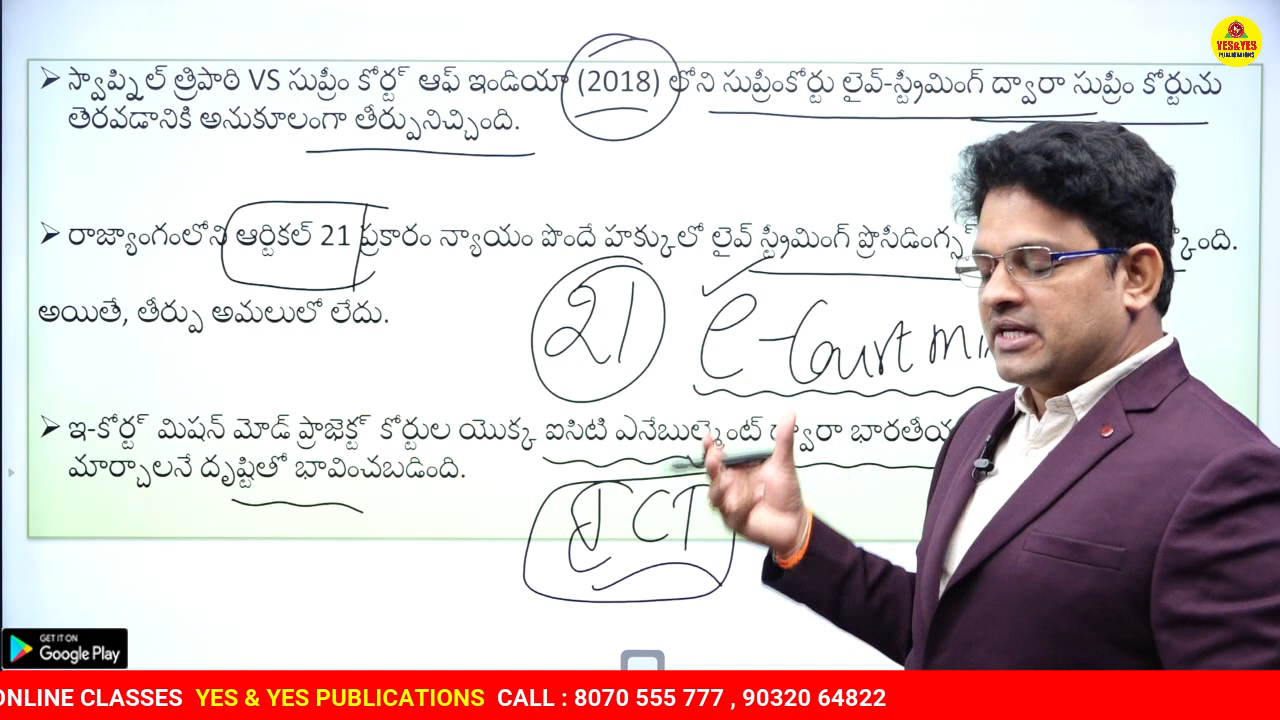 YES&YES
PUBLICATIONS
➢ స్వాప్నిల్ త్రిపాఠి VS సుప్రీం కోర్ట్ ఆఫ్ ఇండియా (2018) లోని సుప్రీంకోర్టు లైవ్-స్ట్రీమింగ్ ద్వారా సుప్రీం కోర్టును
తెరవడానికి అనుకూలంగా తీర్పునిచ్చింది.
➢ రాజ్యాంగంలోని ఆర్టికల్ 21 ప్రకారం న్యాయం పొందే హక్కులో లైవ్ స్ట్రీమింగ్ ప్రొసీడింగ్స్
అయితే, తీర్పు అమలులో లేదు.
21 e-Court
➢ ఇ-కోర్ట్ మిషన్ మోడ్ ప్రాజెక్ట్ కోర్టుల యొక్క ఐసిటి ఎనేబుల్మెంట్ ద్వారా భారతీయ
మార్చాలనే దృష్టితో భావించబడింది.
ICT
GET IT ON
Google Play
ONLINE CLASSES YES & YES PUBLICATIONS CALL : 8070 555 777 , 90320 64822